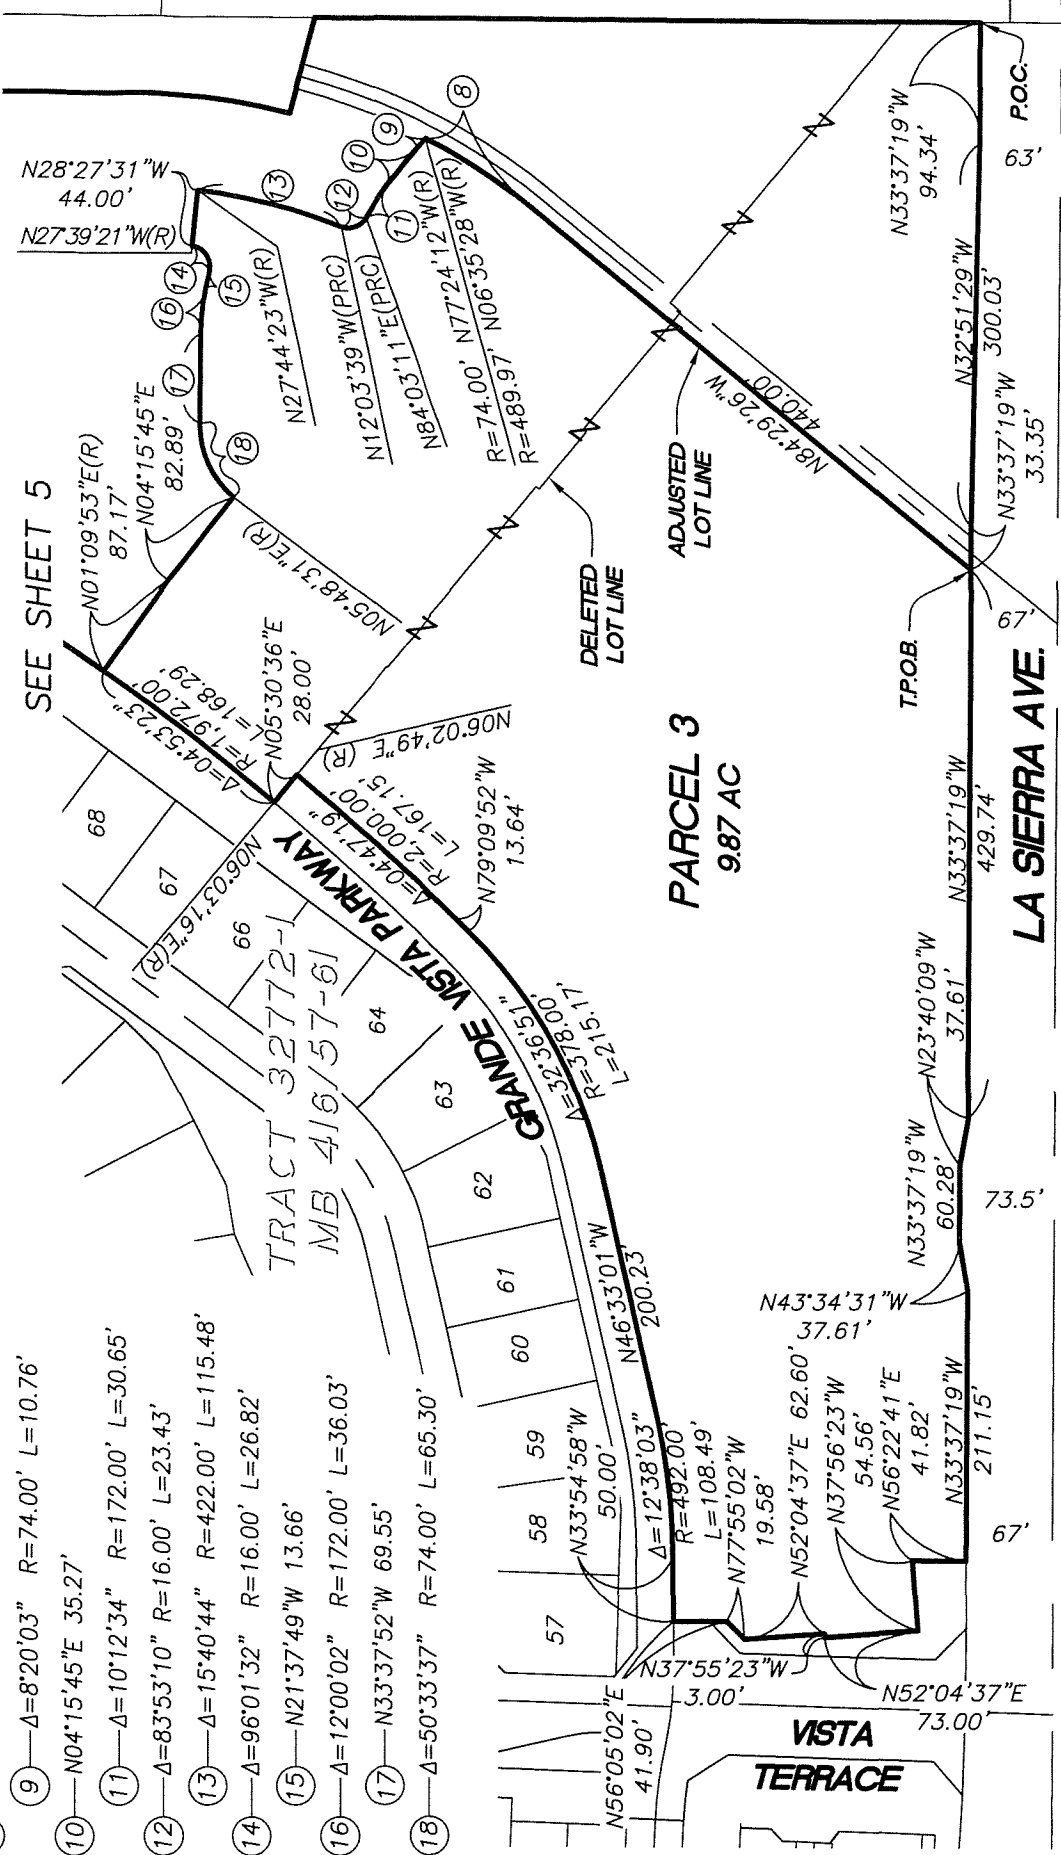 SEE SHEET 5
9 Δ=8°20'03" R=74.00' L=10.76'
10 N04°15'45"E 35.27'
11 Δ=10°12'34" R=172.00' L=30.65'
12 Δ=83°53'10" R=16.00' L=23.43'
13 Δ=15°40'44" R=422.00' L=115.48'
14 Δ=96°01'32" R=16.00' L=26.82'
15 N21°37'49"W 13.66'
16 Δ=12°00'02" R=172.00' L=36.03'
17 N33°37'52"W 69.55'
18 Δ=50°33'37" R=74.00' L=65.30'
N28°27'31"W
44.00'
N27°39'21"W(R)
14
15
16
17
18
13
12
11
10
9
8
N27°44'23"W(R)
N12°03'39"W(PRC)
N84°03'11"E(PRC)
R=74.00' N77°24'12"W(R)
R=489.97' N06°35'28"W(R)
N01°09'53"E(R)
87.17'
N04°15'45"E
82.89'
N05°48'31"E(R)
Δ=04°53'23"
R=1,972.00'
L=168.29'
N05°30'36"E
28.00'
N06°02'49"E (R)
N06°03'16"E(R)
Δ=04°47'19"
R=2,000.00'
L=167.15'
N79°09'52"W
13.64'
GRANDE VISTA PARKWAY
TRACT 32772-1
MB 416/57-61
68
67
66
64
63
62
61
60
59
58
57
Δ=32°36'51"
R=378.00'
L=215.17'
N46°33'01"W
200.23'
Δ=12°38'03"
R=492.00'
L=108.49'
N33°54'58"W
50.00'
N77°55'02"W
19.58'
N52°04'37"E 62.60'
N37°56'23"W
54.56'
N56°22'41"E
41.82'
N33°37'19"W
211.15'
N43°34'31"W
37.61'
N33°37'19"W
60.28'
N23°40'09"W
37.61'
N33°37'19"W
429.74'
N37°55'23"W
3.00'
N52°04'37"E
73.00'
N56°05'02"E
41.90'
VISTA
TERRACE
PARCEL 3
9.87 AC
DELETED
LOT LINE
ADJUSTED
LOT LINE
N84°29'26"W
440.00'
T.P.O.B.
N33°37'19"W
33.35'
N32°51'29"W
300.03'
N33°37'19"W
94.34'
P.O.C.
63'
67'
73.5'
67'
LA SIERRA AVE.